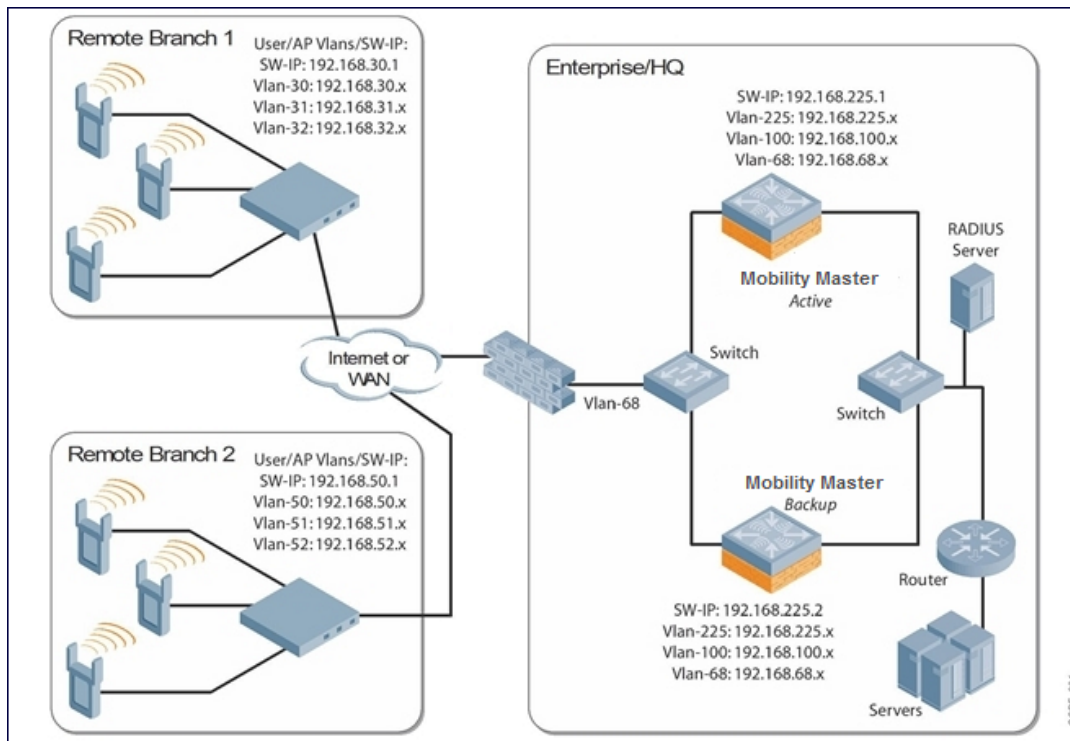 Remote Branch 1
User/AP Vlans/SW-IP:
SW-IP: 192.168.30.1
Vlan-30: 192.168.30.x
Vlan-31: 192.168.31.x
Vlan-32: 192.168.32.x
Internet or
WAN
Remote Branch 2
User/AP Vlans/SW-IP:
SW-IP: 192.168.50.1
Vlan-50: 192.168.50.x
Vlan-51: 192.168.51.x
Vlan-52: 192.168.52.x
Enterprise/HQ
SW-IP: 192.168.225.1
Vlan-225: 192.168.225.x
Vlan-100: 192.168.100.x
Vlan-68: 192.168.68.x
Mobility Master
Active
RADIUS
Server
Switch
Vlan-68
Switch
Mobility Master
Backup
Router
SW-IP: 192.168.225.2
Vlan-225: 192.168.225.x
Vlan-100: 192.168.100.x
Vlan-68: 192.168.68.x
Servers